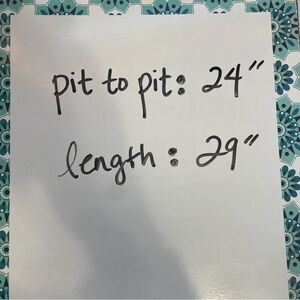 pit to pit: 24"
length: 29"